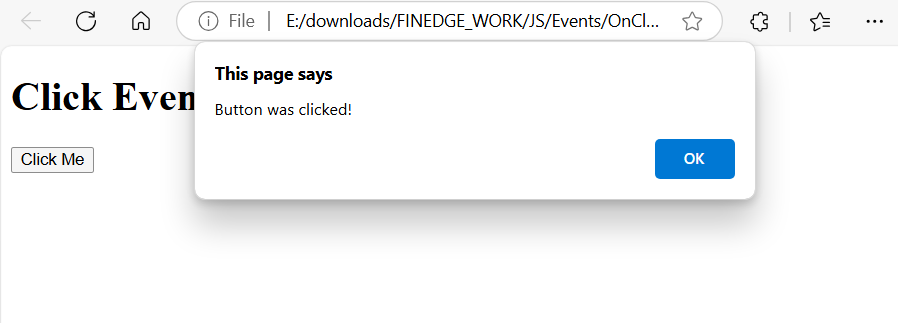 File E:/downloads/FINEDGE_WORK/JS/Events/OnCl...
This page says
Button was clicked!
OK
Click Even
Click Me